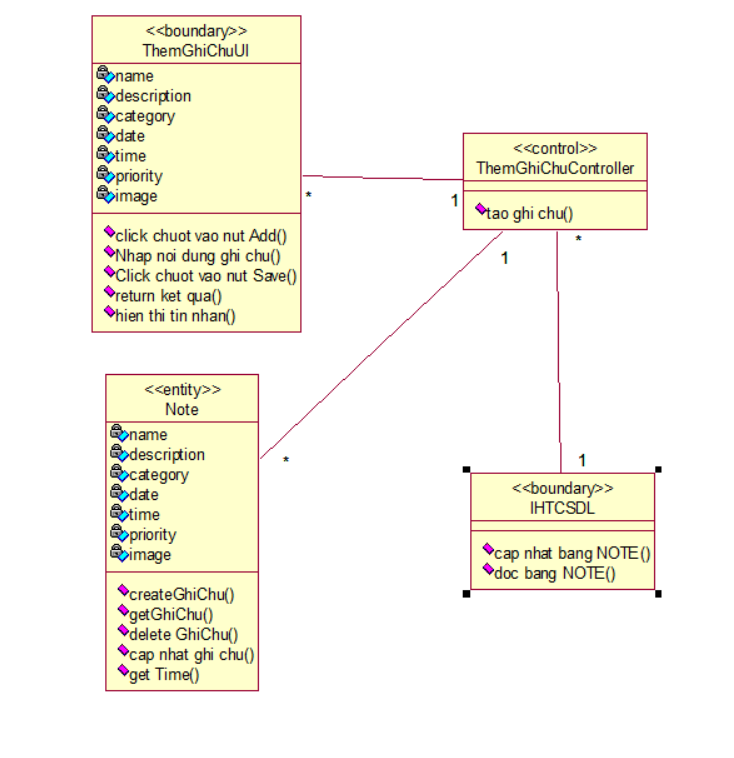 <<boundary>>
ThemGhiChuUI
name
description
category
date
time
priority
image
click chuot vao nut Add()
Nhap noi dung ghi chu()
Click chuot vao nut Save()
return ket qua()
hien thi tin nhan()
*
1
<<control>>
ThemGhiChuController
tao ghi chu()
1
*
<<entity>>
Note
name
description
category
date
time
priority
image
createGhiChu()
getGhiChu()
delete GhiChu()
cap nhat ghi chu()
get Time()
*
1
<<boundary>>
IHTCSDL
cap nhat bang NOTE()
doc bang NOTE()